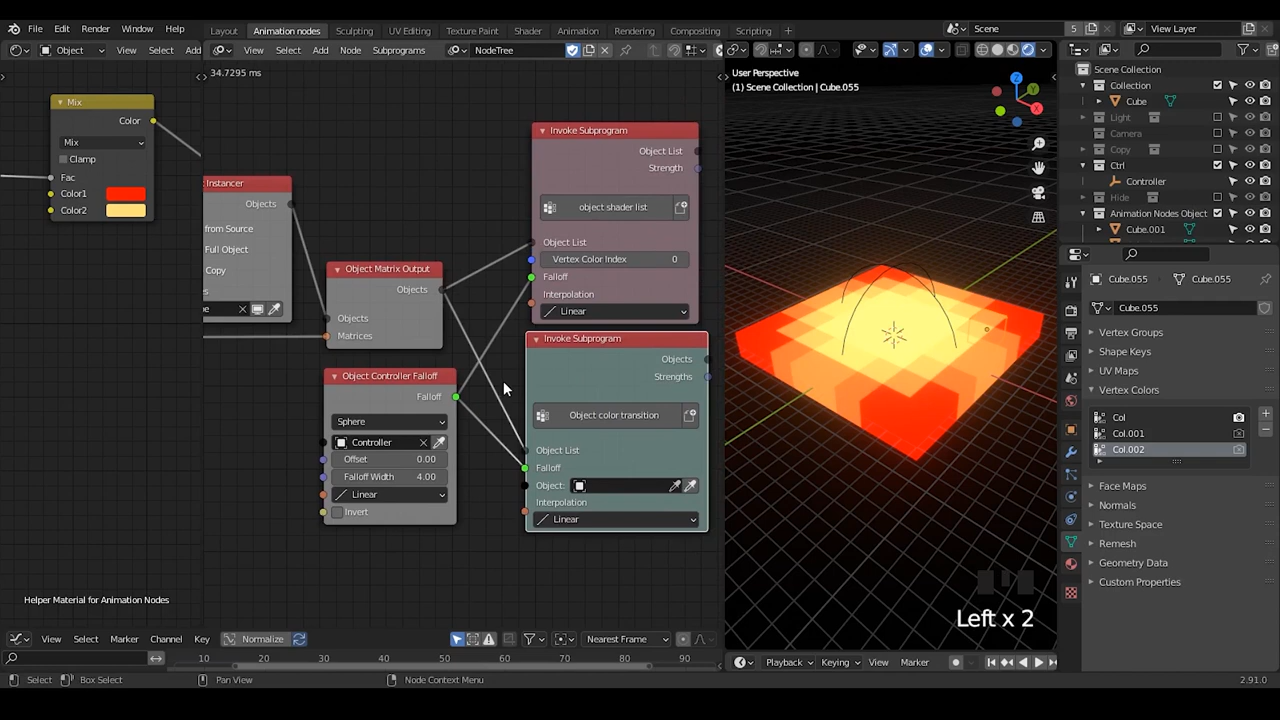 File Edit Render Window Help Layout Animation nodes Sculpting UV Editing Texture Paint Shader Animation Rendering Compositing Scripting Scene 5 View Layer
Object View Select Add View Select Add Node Subprograms NodeTree
34.7295 ms
Mix
Color
Mix
Clamp
Fac
Color1
Color2
Instancer
Objects
from Source
Full Object
Copy
Object Matrix Output
Objects
Objects
Matrices
Object Controller Falloff
Falloff
Sphere
Controller
Offset 0.00
Falloff Width 4.00
Linear
Invert
Invoke Subprogram
Object List
Strength
object shader list
Object List
Vertex Color Index 0
Falloff
Interpolation
Linear
Invoke Subprogram
Objects
Strengths
Object color transition
Object List
Falloff
Object:
Interpolation
Linear
Helper Material for Animation Nodes
User Perspective
(1) Scene Collection | Cube.055
Z
Y
X
Left x 2
Scene Collection
Collection
Cube
Light
Camera
Copy
Ctrl
Controller
Hide
Animation Nodes Object
Cube.001
Cube.055 Cube.055
Cube.055
Vertex Groups
Shape Keys
UV Maps
Vertex Colors
Col
Col.001
Col.002
Face Maps
Normals
Texture Space
Remesh
Geometry Data
Custom Properties
View Select Marker Channel Key Normalize Nearest Frame
10 20 30 40 50 60 70 80 90
Playback Keying View Marker
Select Box Select Pan View Node Context Menu 2.91.0